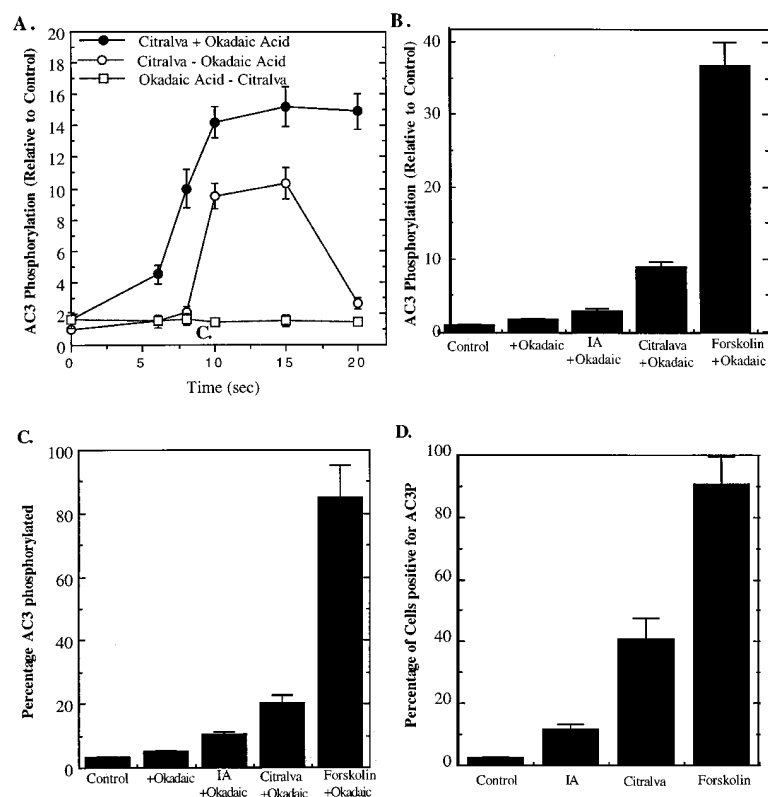 A.
AC3 Phosphorylation (Relative to Control)
20
18
16
14
12
10
8
6
4
2
0
Citralva + Okadaic Acid
Citralva - Okadaic Acid
Okadaic Acid - Citralva
C.
0
5
10
15
20
Time (sec)
B.
AC3 Phosphorylation (Relative to Control)
40
30
20
10
0
Control
+Okadaic
IA
+Okadaic
Citralava
+Okadaic
Forskolin
+Okadaic
C.
Percentage AC3 phosphorylated
100
80
60
40
20
0
Control
+Okadaic
IA
+Okadaic
Citralva
+Okadaic
Forskolin
+Okadaic
D.
Percentage of Cells positive for AC3P
100
80
60
40
20
0
Control
IA
Citralva
Forskolin